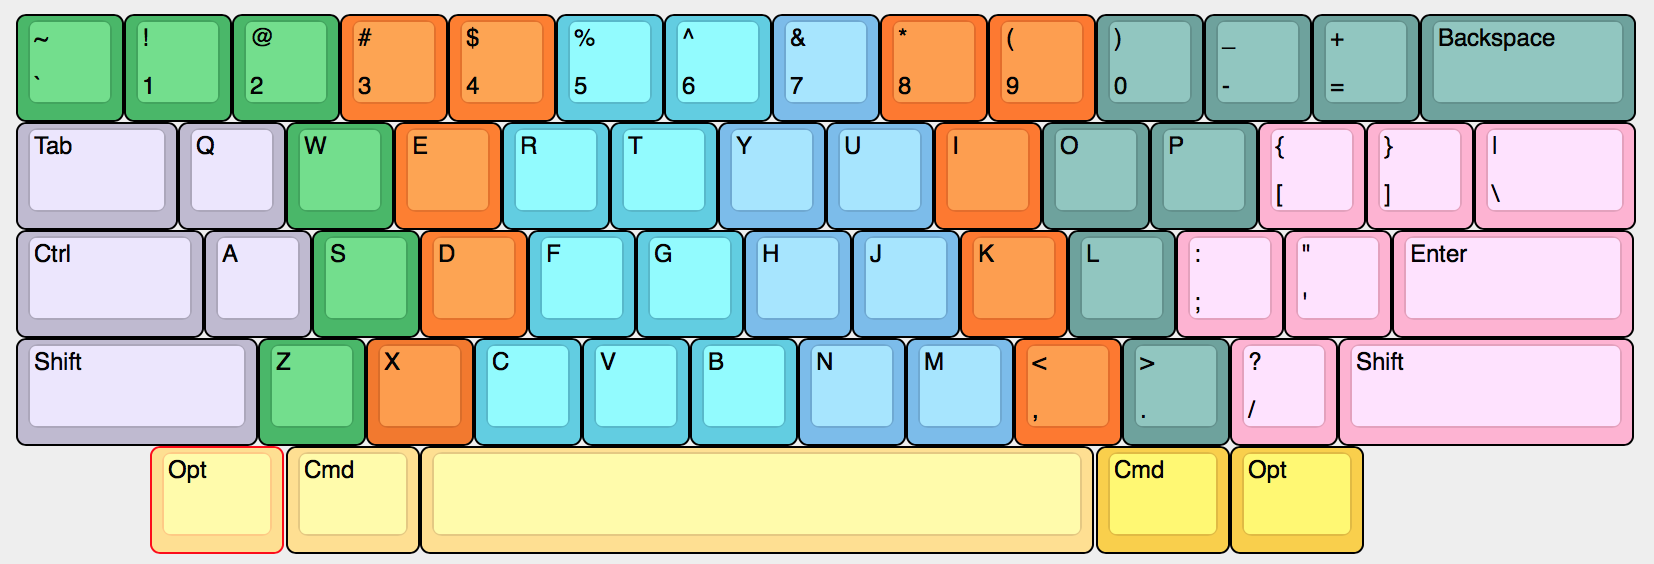 ~ ! @ # $ % ^ & * ( ) _ + Backspace
` 1 2 3 4 5 6 7 8 9 0 - =
Tab Q W E R T Y U I O P { } |
[ ] \
Ctrl A S D F G H J K L : " Enter
; '
Shift Z X C V B N M < > ? Shift
, . /
Opt Cmd Cmd Opt